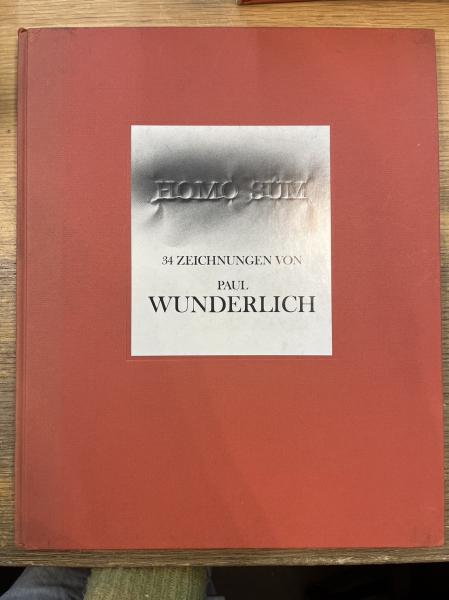 HOMO SUM
34 ZEICHNUNGEN VON
PAUL
WUNDERLICH